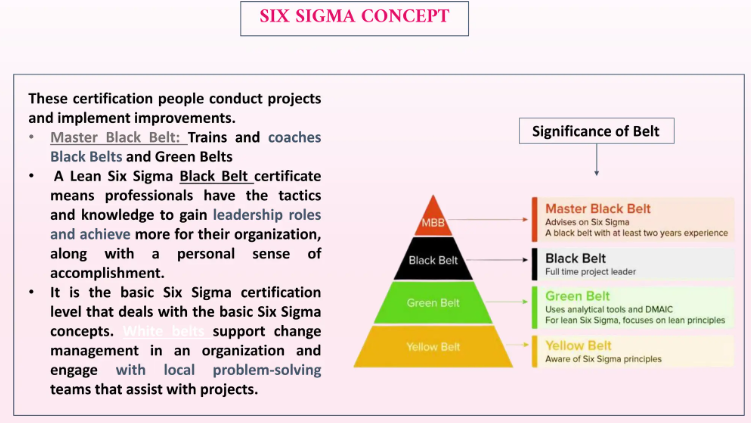 SIX SIGMA CONCEPT
These certification people conduct projects
and implement improvements.
• Master Black Belt: Trains and coaches
Black Belts and Green Belts
• A Lean Six Sigma Black Belt certificate
means professionals have the tactics
and knowledge to gain leadership roles
and achieve more for their organization,
along with a personal sense of
accomplishment.
• It is the basic Six Sigma certification
level that deals with the basic Six Sigma
concepts. White belts support change
management in an organization and
engage with local problem-solving
teams that assist with projects.
Significance of Belt
MBB
Black Belt
Green Belt
Yellow Belt
Master Black Belt
Advises on Six Sigma
A black belt with at least two years experience
Black Belt
Full time project leader
Green Belt
Uses analytical tools and DMAIC
For lean Six Sigma, focuses on lean principles
Yellow Belt
Aware of Six Sigma principles